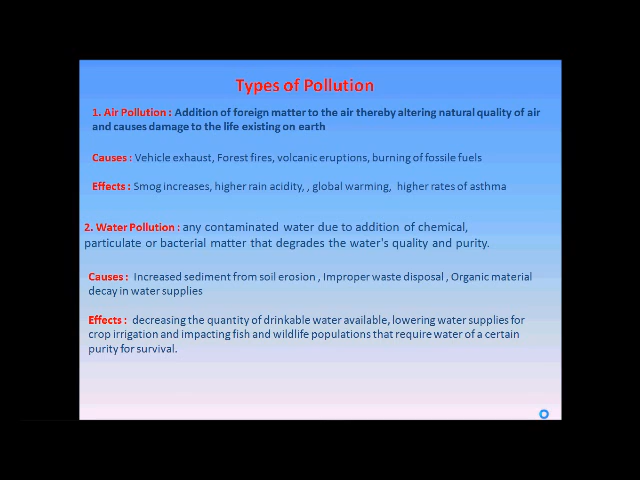 Types of Pollution
1. Air Pollution : Addition of foreign matter to the air thereby altering natural quality of air
and causes damage to the life existing on earth
Causes : Vehicle exhaust, Forest fires, volcanic eruptions, burning of fossile fuels
Effects : Smog increases, higher rain acidity, , global warming, higher rates of asthma
2. Water Pollution : any contaminated water due to addition of chemical,
particulate or bacterial matter that degrades the water's quality and purity.
Causes : Increased sediment from soil erosion , Improper waste disposal , Organic material
decay in water supplies
Effects : decreasing the quantity of drinkable water available, lowering water supplies for
crop irrigation and impacting fish and wildlife populations that require water of a certain
purity for survival.